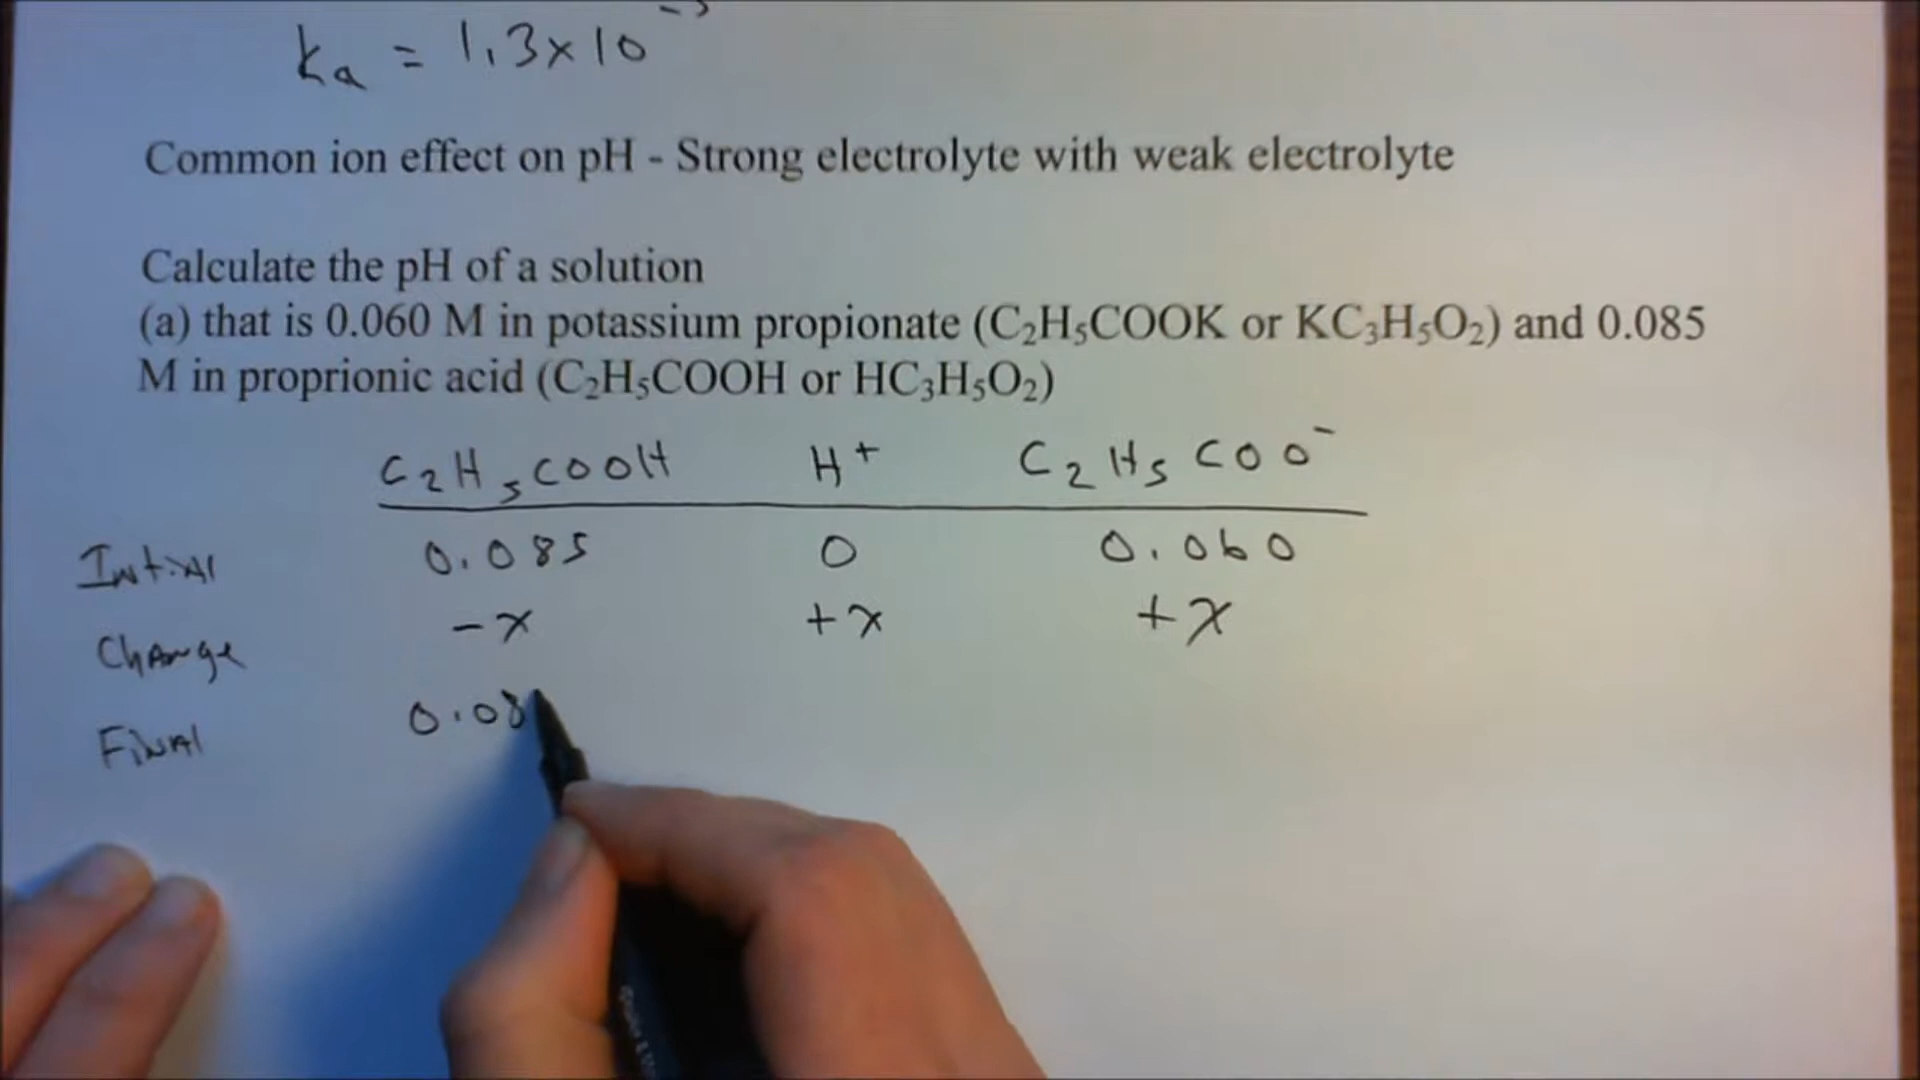 ka = 1.3x10
Common ion effect on pH - Strong electrolyte with weak electrolyte
Calculate the pH of a solution
(a) that is 0.060 M in potassium propionate (C₂H₅COOK or KC₃H₅O₂) and 0.085
M in proprionic acid (C₂H₅COOH or HC₃H₅O₂)
C₂H₅COOH H⁺ C₂H₅COO⁻
Intial 0.085 0 0.060
Change -x +x +x
Final 0.08